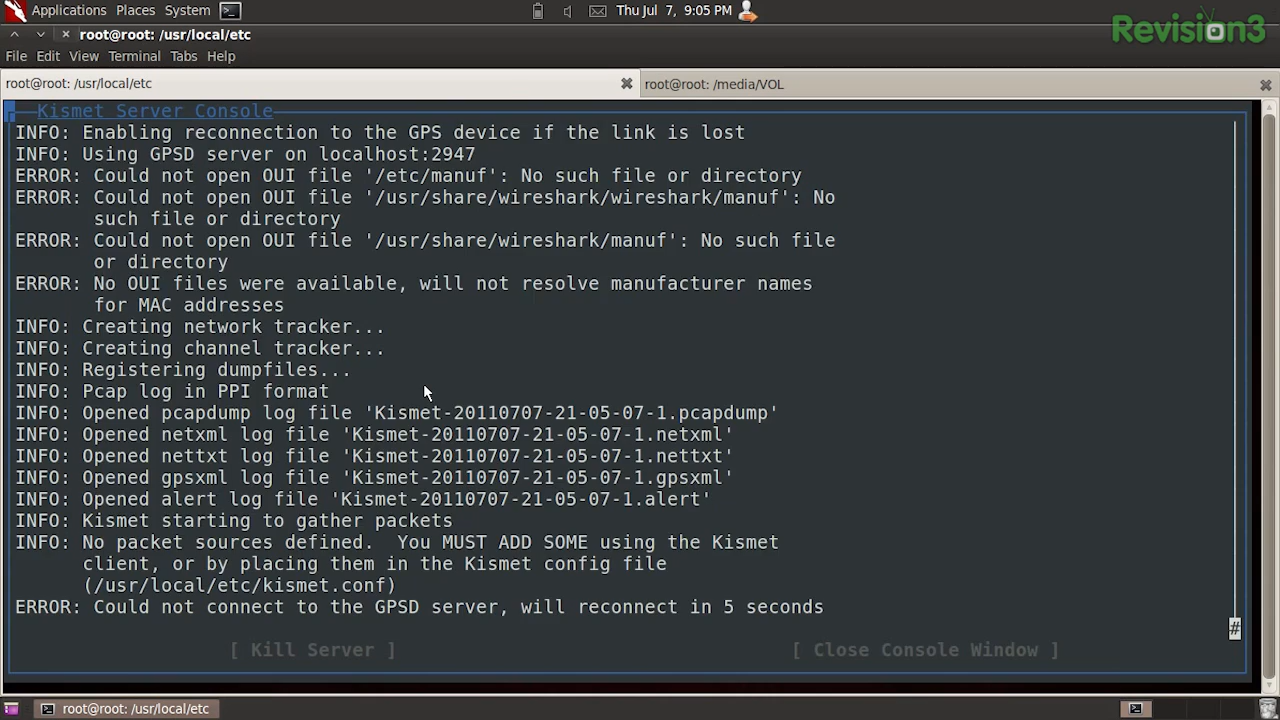 Applications Places System
Thu Jul 7, 9:05 PM
Revision3
root@root: /usr/local/etc
File Edit View Terminal Tabs Help
root@root: /usr/local/etc
root@root: /media/VOL
Kismet Server Console
INFO: Enabling reconnection to the GPS device if the link is lost
INFO: Using GPSD server on localhost:2947
ERROR: Could not open OUI file '/etc/manuf': No such file or directory
ERROR: Could not open OUI file '/usr/share/wireshark/wireshark/manuf': No
such file or directory
ERROR: Could not open OUI file '/usr/share/wireshark/manuf': No such file
or directory
ERROR: No OUI files were available, will not resolve manufacturer names
for MAC addresses
INFO: Creating network tracker...
INFO: Creating channel tracker...
INFO: Registering dumpfiles...
INFO: Pcap log in PPI format
INFO: Opened pcapdump log file 'Kismet-20110707-21-05-07-1.pcapdump'
INFO: Opened netxml log file 'Kismet-20110707-21-05-07-1.netxml'
INFO: Opened nettxt log file 'Kismet-20110707-21-05-07-1.nettxt'
INFO: Opened gpsxml log file 'Kismet-20110707-21-05-07-1.gpsxml'
INFO: Opened alert log file 'Kismet-20110707-21-05-07-1.alert'
INFO: Kismet starting to gather packets
INFO: No packet sources defined.  You MUST ADD SOME using the Kismet
client, or by placing them in the Kismet config file
(/usr/local/etc/kismet.conf)
ERROR: Could not connect to the GPSD server, will reconnect in 5 seconds
#
[ Kill Server ]
[ Close Console Window ]
root@root: /usr/local/etc